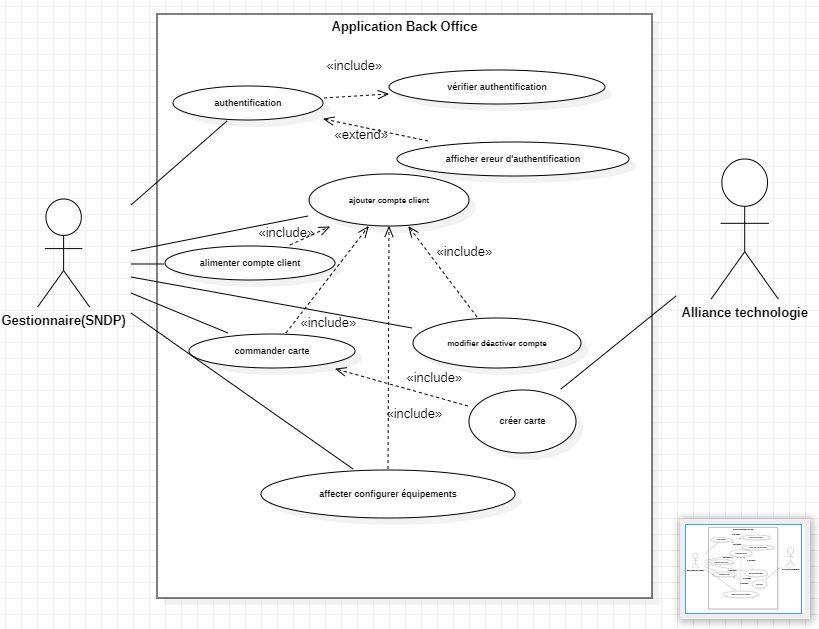 Application Back Office
«include»
vérifier authentification
authentification
«extend»
afficher ereur d'authentification
ajouter compte client
«include»
«include»
alimenter compte client
Gestionnaire(SNDP)
Alliance technologie
«include»
modifier déactiver compte
commander carte
«include»
«include»
créer carte
affecter configurer équipements